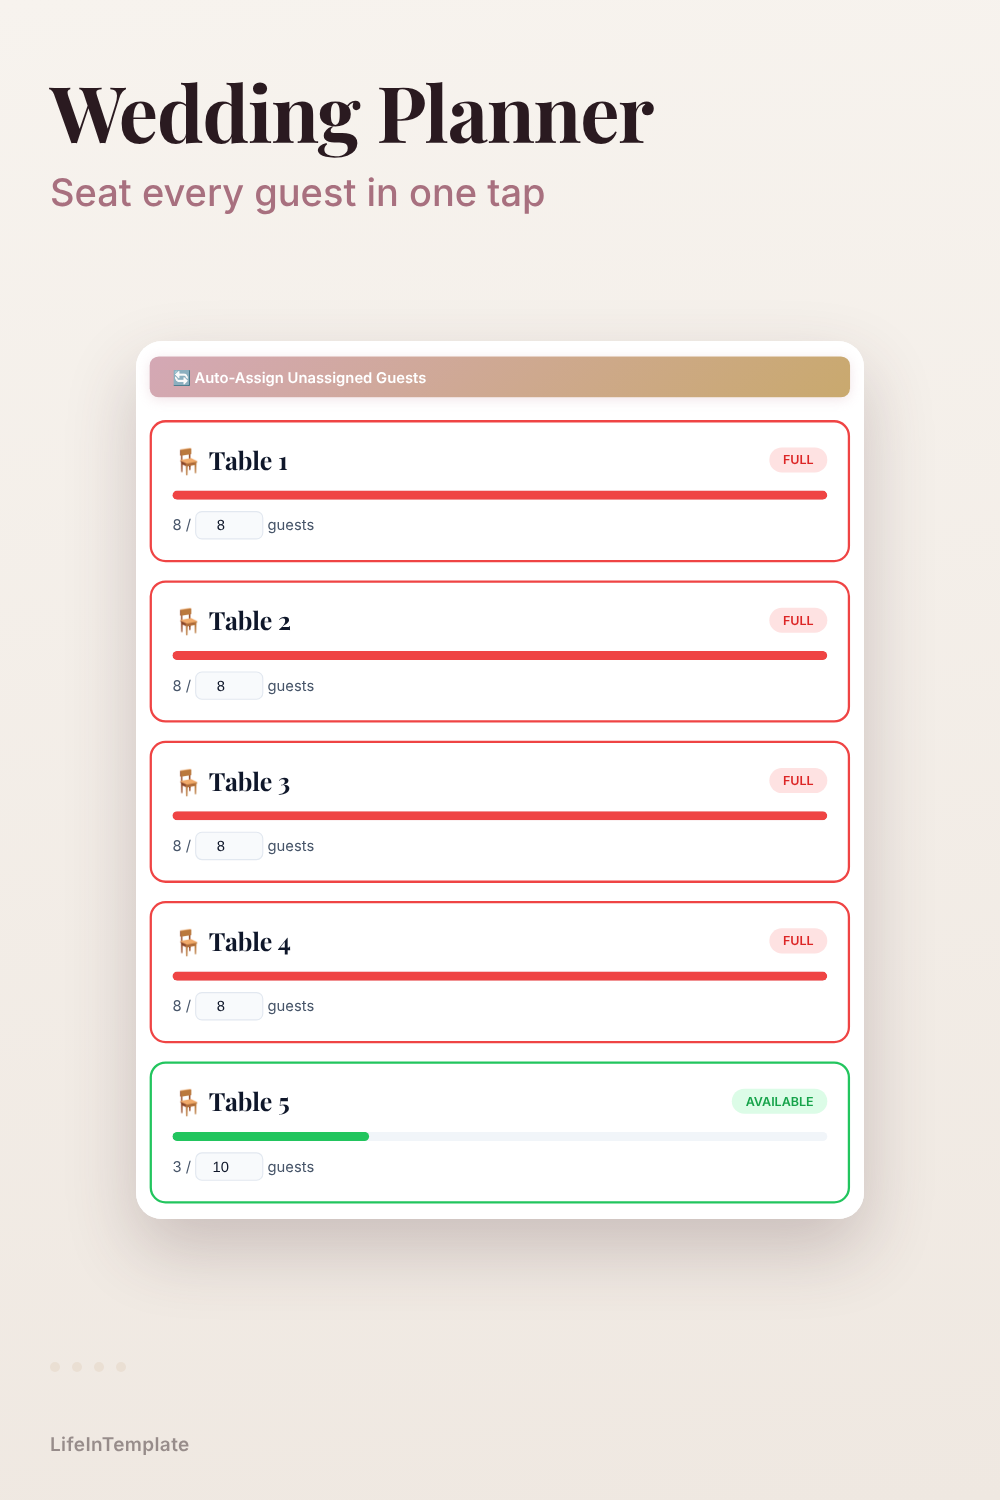 Wedding Planner
Seat every guest in one tap
🔄 Auto-Assign Unassigned Guests
🪑 Table 1
FULL
8 / 8 guests
🪑 Table 2
FULL
8 / 8 guests
🪑 Table 3
FULL
8 / 8 guests
🪑 Table 4
FULL
8 / 8 guests
🪑 Table 5
AVAILABLE
3 / 10 guests
LifeInTemplate